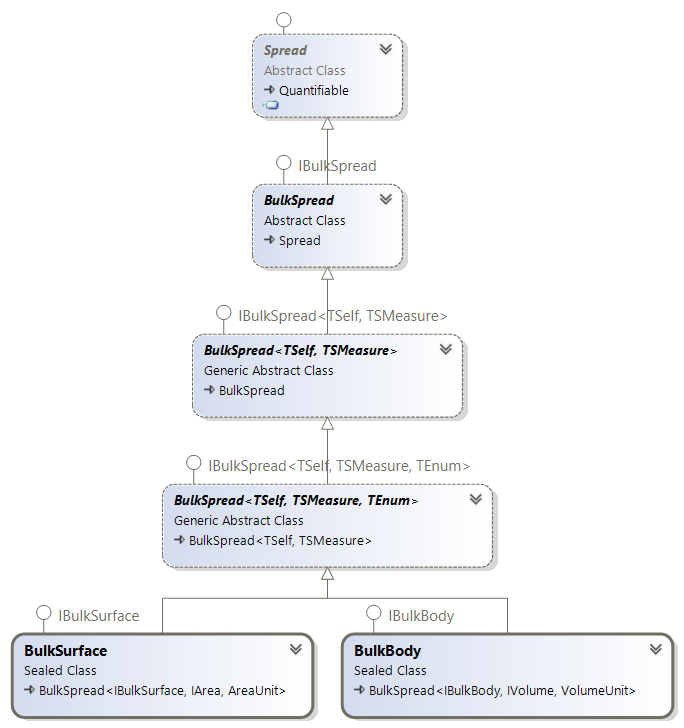 Spread
Abstract Class
Quantifiable
IBulkSpread
BulkSpread
Abstract Class
Spread
IBulkSpread<TSelf, TSMeasure>
BulkSpread<TSelf, TSMeasure>
Generic Abstract Class
BulkSpread
IBulkSpread<TSelf, TSMeasure, TEnum>
BulkSpread<TSelf, TSMeasure, TEnum>
Generic Abstract Class
BulkSpread<TSelf, TSMeasure>
IBulkSurface
BulkSurface
Sealed Class
BulkSpread<IBulkSurface, IArea, AreaUnit>
IBulkBody
BulkBody
Sealed Class
BulkSpread<IBulkBody, IVolume, VolumeUnit>